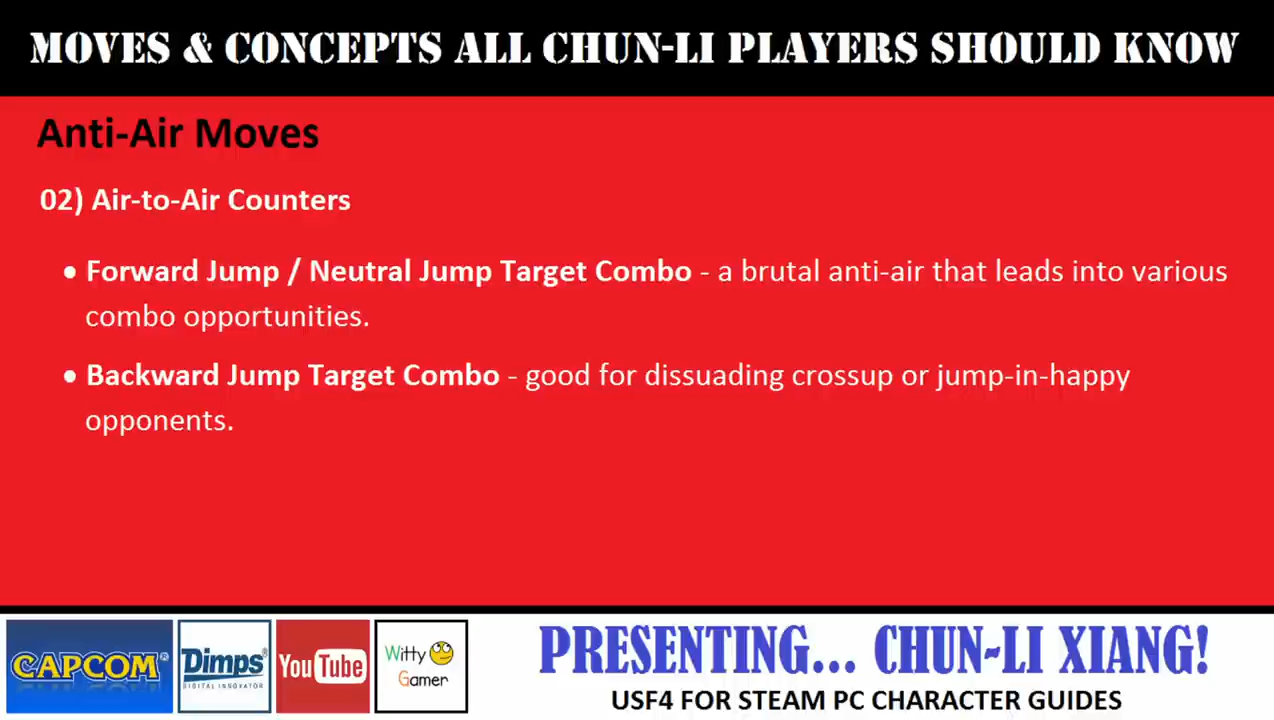 MOVES & CONCEPTS ALL CHUN-LI PLAYERS SHOULD KNOW
Anti-Air Moves
02) Air-to-Air Counters
• Forward Jump / Neutral Jump Target Combo - a brutal anti-air that leads into various
combo opportunities.
• Backward Jump Target Combo - good for dissuading crossup or jump-in-happy
opponents.
CAPCOM®
Dimps®
DIGITAL INNOVATOR
YouTube
Witty
Gamer
PRESENTING... CHUN-LI XIANG!
USF4 FOR STEAM PC CHARACTER GUIDES